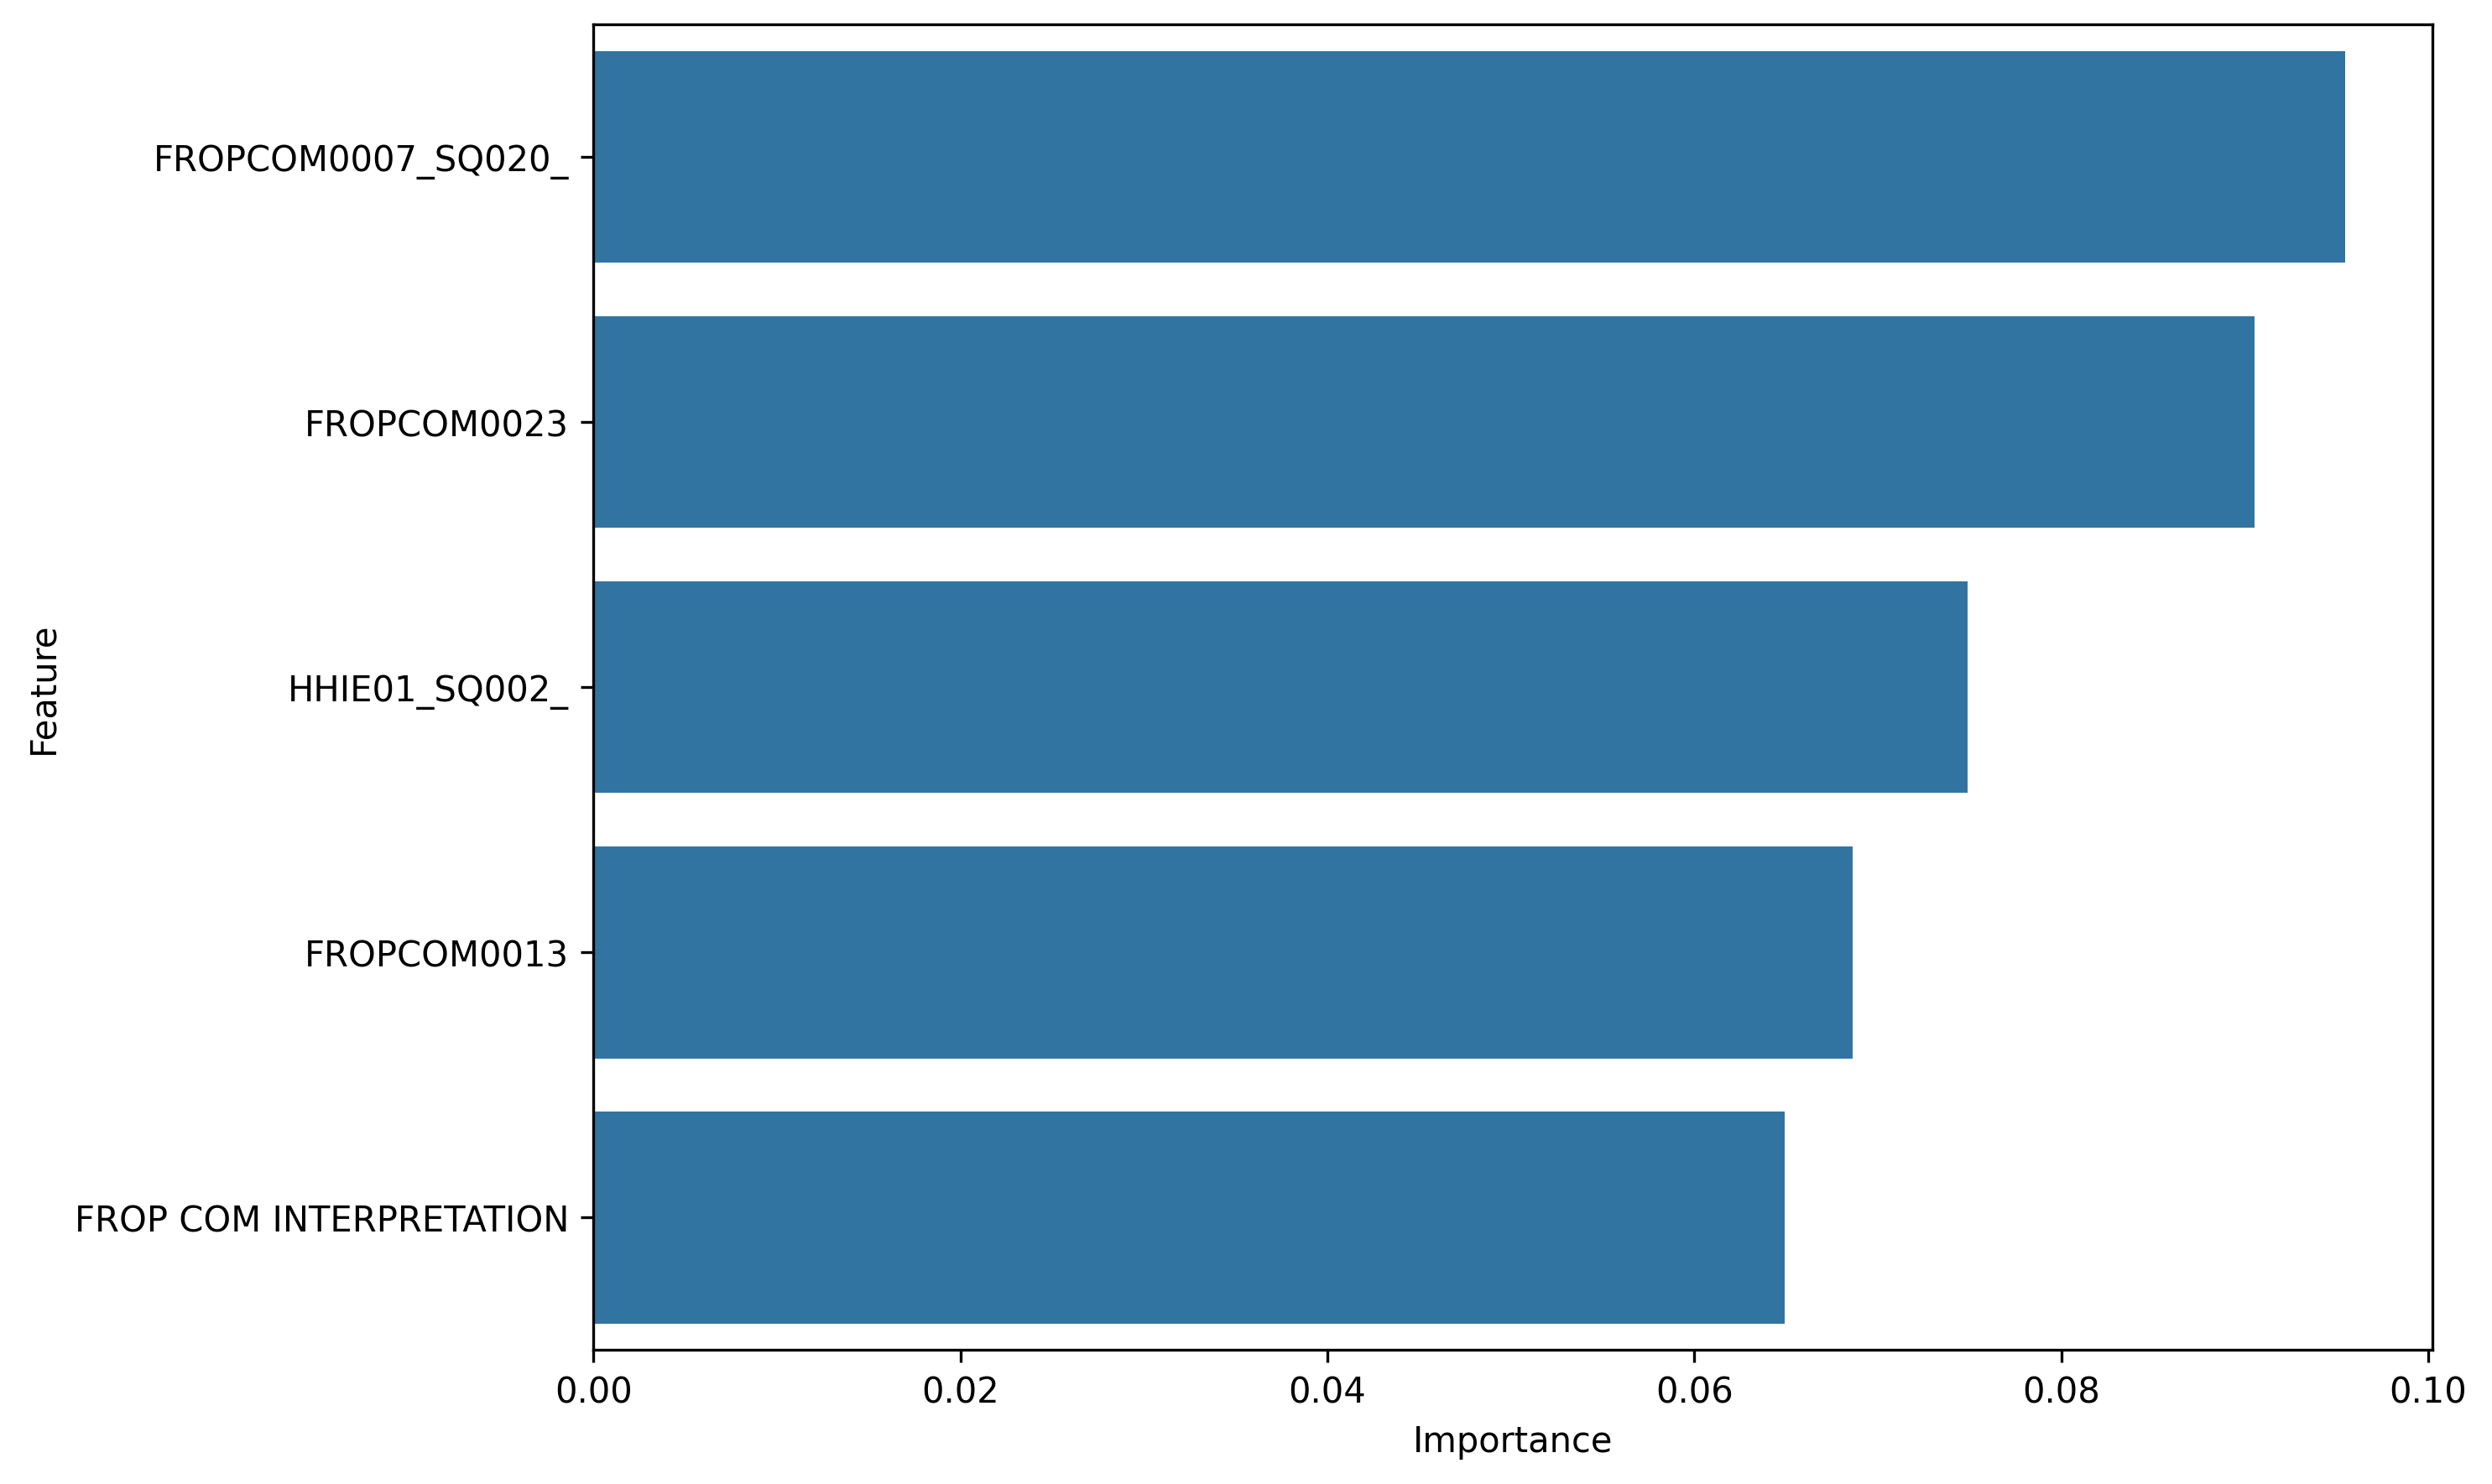 Feature
FROPCOM0007_SQ020_
FROPCOM0023
HHIE01_SQ002_
FROPCOM0013
FROP COM INTERPRETATION
0.00 0.02 0.04 0.06 0.08 0.10
Importance